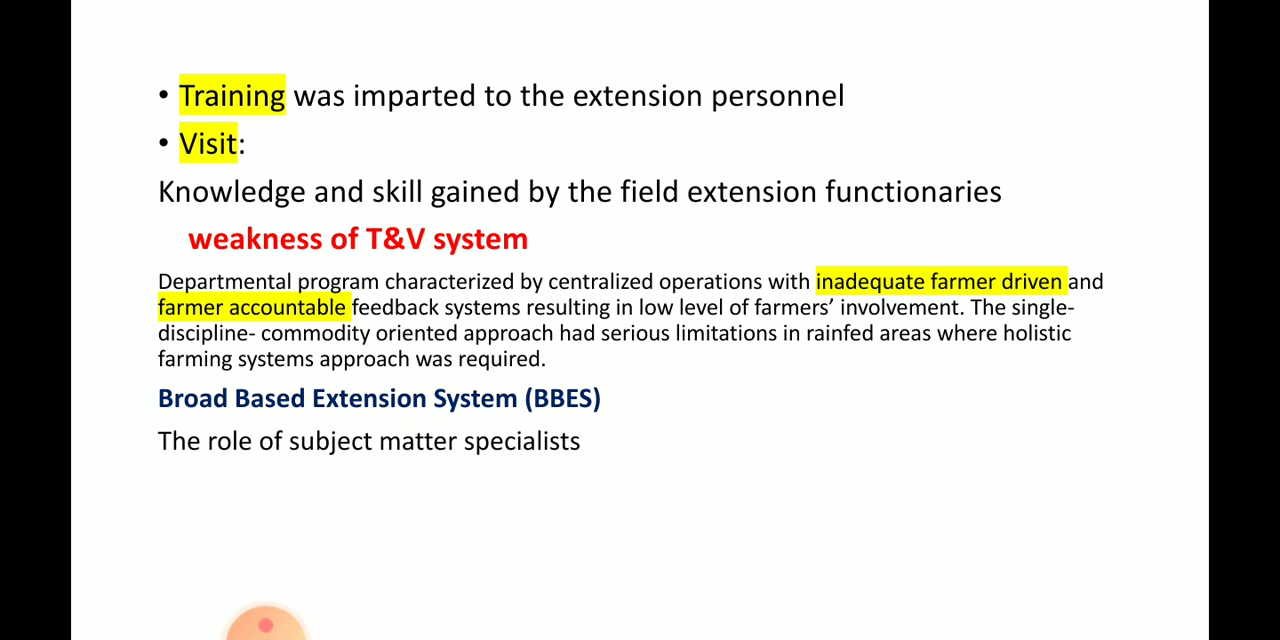 • Training was imparted to the extension personnel
• Visit:
Knowledge and skill gained by the field extension functionaries
weakness of T&V system
Departmental program characterized by centralized operations with inadequate farmer driven and
farmer accountable feedback systems resulting in low level of farmers’ involvement. The single-
discipline- commodity oriented approach had serious limitations in rainfed areas where holistic
farming systems approach was required.
Broad Based Extension System (BBES)
The role of subject matter specialists